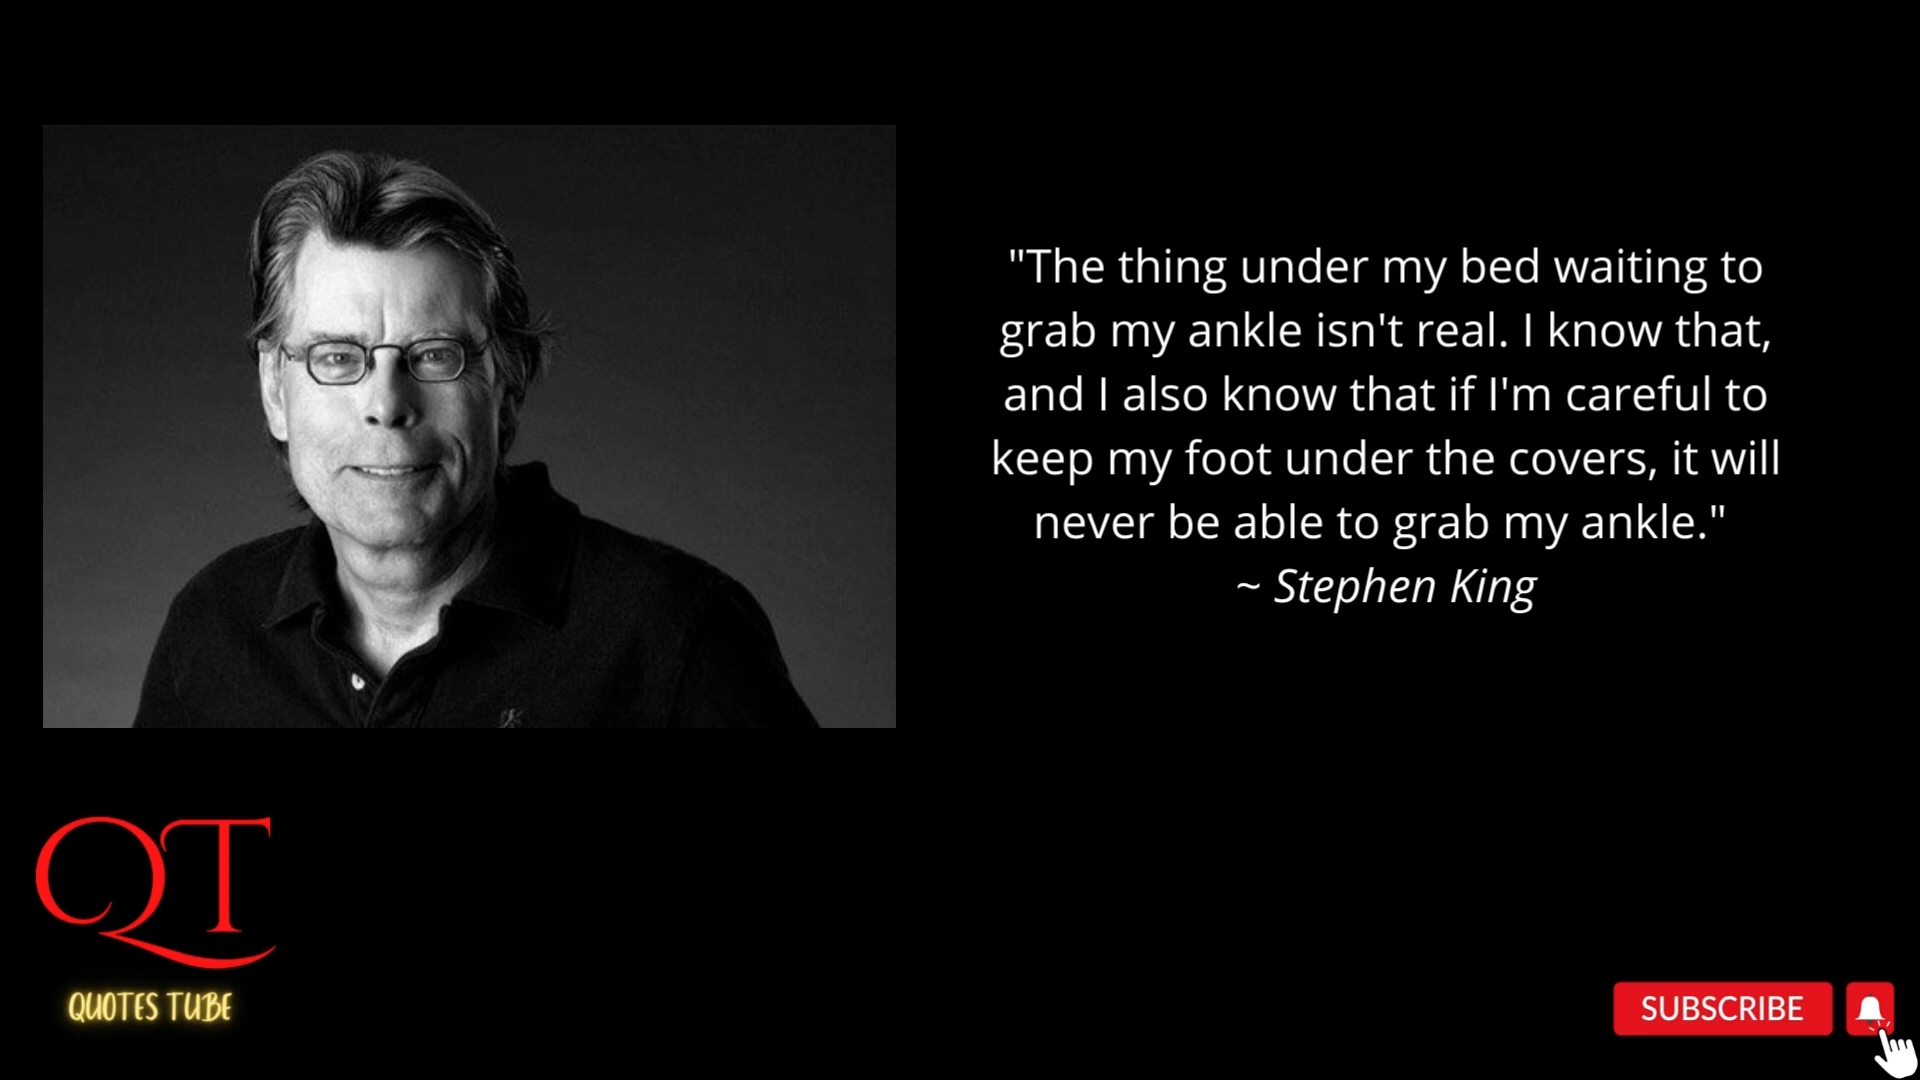 "The thing under my bed waiting to
grab my ankle isn't real. I know that,
and I also know that if I'm careful to
keep my foot under the covers, it will
never be able to grab my ankle."
~ Stephen King
QT
QUOTES TUBE
SUBSCRIBE